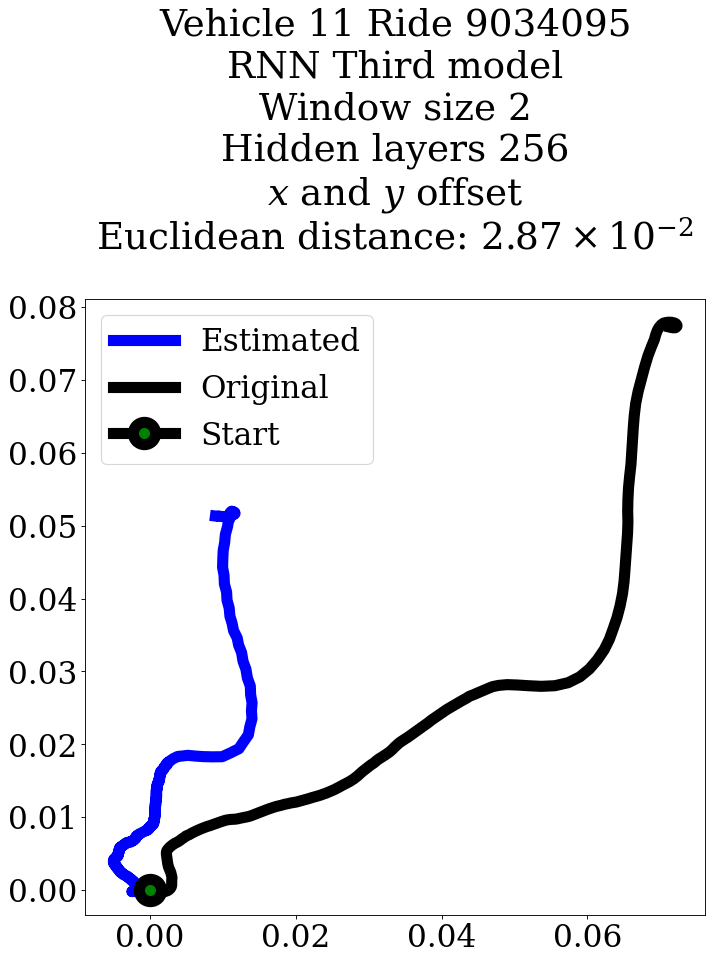 Vehicle 11 Ride 9034095
RNN Third model
Window size 2
Hidden layers 256
x and y offset
Euclidean distance: 2.87 × 10⁻²
Estimated
Original
Start
0.08
0.07
0.06
0.05
0.04
0.03
0.02
0.01
0.00
0.00 0.02 0.04 0.06